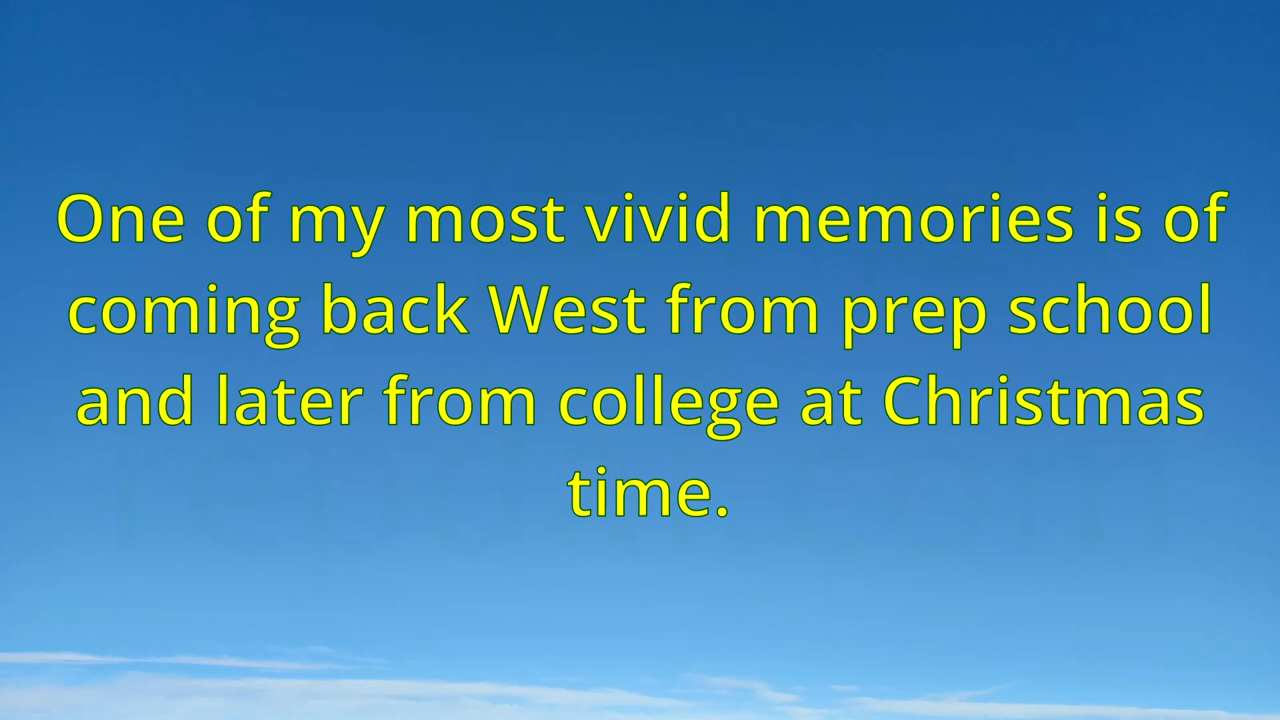 One of my most vivid memories is of
coming back West from prep school
and later from college at Christmas
time.